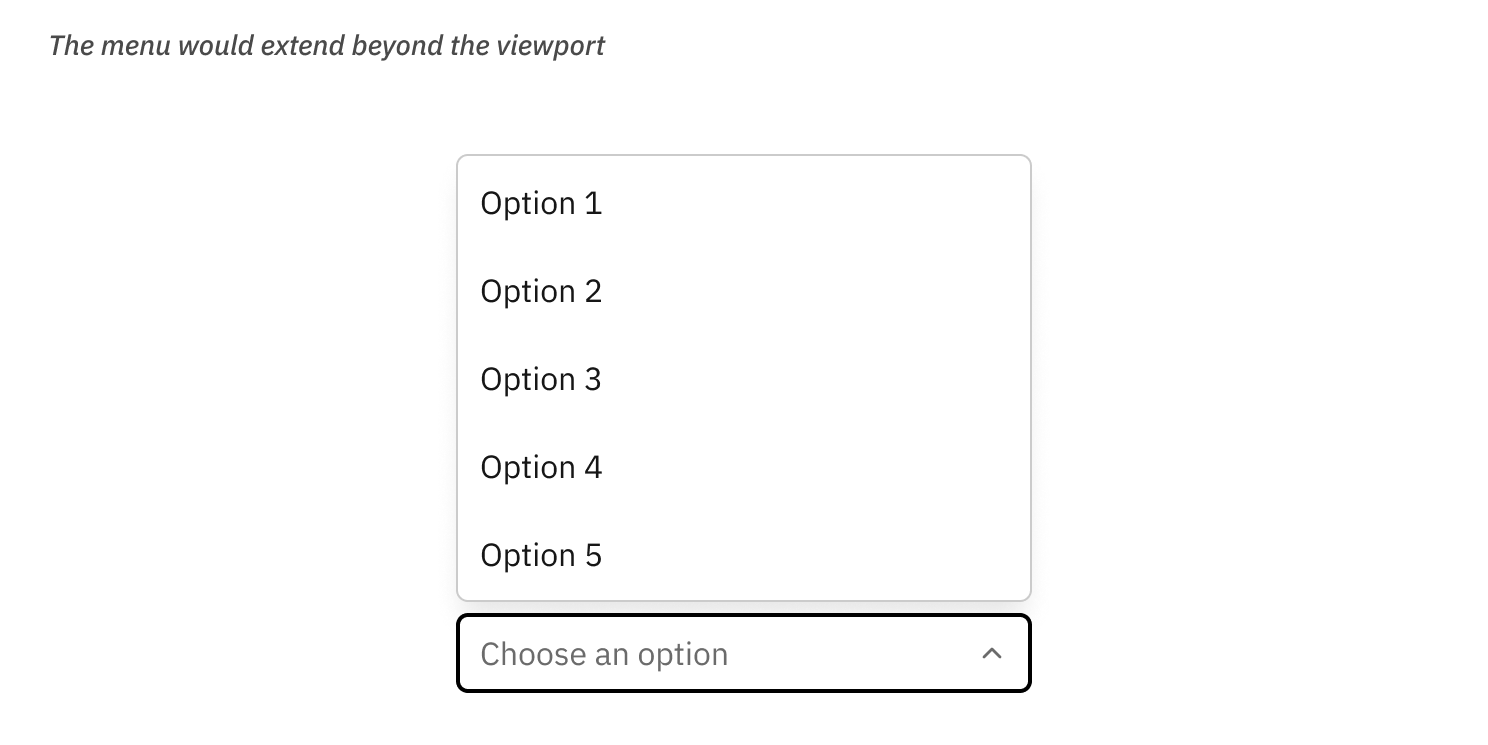 The menu would extend beyond the viewport
Option 1
Option 2
Option 3
Option 4
Option 5
Choose an option